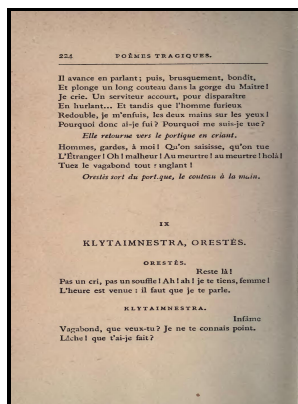 224 POÈMES TRAGIQUES.
Il avance en parlant ; puis, brusquement, bondit,
Et plonge un long couteau dans la gorge du Maître !
Je crie. Un serviteur accourt, pour disparaître
En hurlant... Et tandis que l'homme furieux
Redouble, je m'enfuis, les deux mains sur les yeux !
Pourquoi donc ai-je fui ? Pourquoi me suis-je tue ?
Elle retourne vers le portique en criant.
Hommes, gardes, à moi ! Qu'on saisisse, qu'on tue
L'Étranger ! Oh ! malheur ! Au meurtre ! au meurtre ! holà !
Tuez le vagabond tout sanglant !
Orestès sort du portique, le couteau à la main.
IX
KLYTAIMNESTRA, ORESTÈS.
ORESTÈS.
Reste là !
Pas un cri, pas un souffle ! Ah ! ah ! je te tiens, femme !
L'heure est venue : il faut que je te parle.
KLYTAIMNESTRA.
Infâme
Vagabond, que veux-tu ? Je ne te connais point.
Lâche ! que t'ai-je fait ?